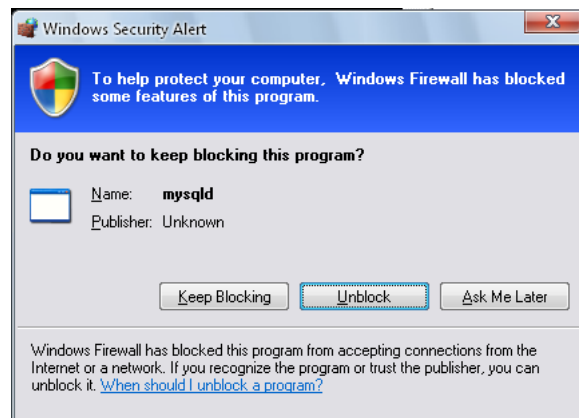 Windows Security Alert
To help protect your computer, Windows Firewall has blocked
some features of this program.
Do you want to keep blocking this program?
Name: mysqld
Publisher: Unknown
Keep Blocking Unblock Ask Me Later
Windows Firewall has blocked this program from accepting connections from the
Internet or a network. If you recognize the program or trust the publisher, you can
unblock it. When should I unblock a program?